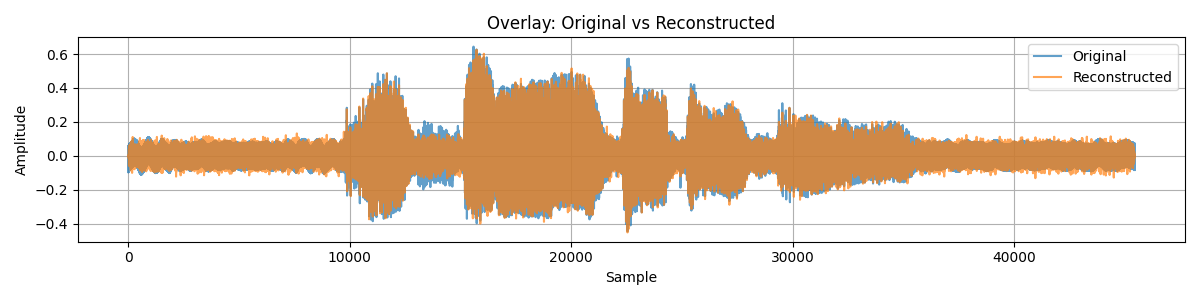 Overlay: Original vs Reconstructed
Original
Reconstructed
Amplitude
0.6
0.4
0.2
0.0
−0.2
−0.4
0 10000 20000 30000 40000
Sample